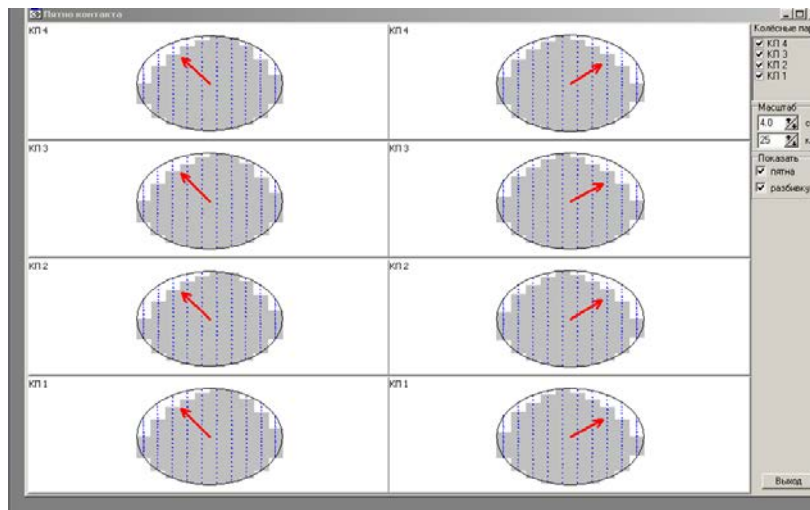 Пятно контакта
КП 4
КП 4
Колёсные пар
КП 4
КП 3
КП 2
КП 1
Масштаб
4.0
25
Показать
пятна
разбивку
КП 3
КП 3
КП 2
КП 2
КП 1
КП 1
Выход